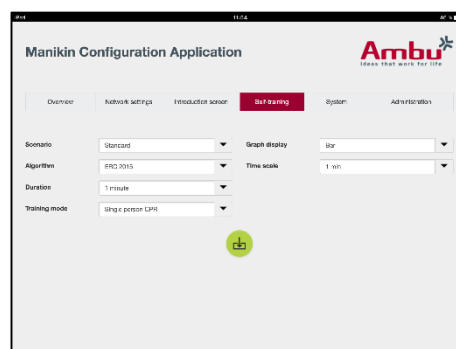 iPad 11:04
Manikin Configuration Application
Ambu
Ideas that work for life
Overview Network settings Introduction screen Self-training System Administration
Scenario Standard Graph display Bar
Algorithm ERC 2015 Time scale 1 min
Duration 1 minute
Training mode Single person CPR